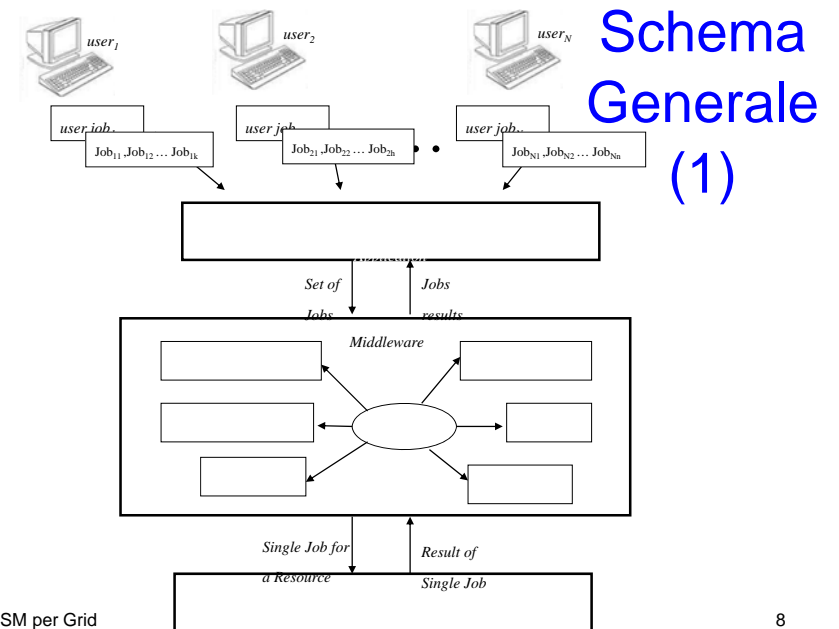 Schema
Generale
(1)
user1
user2
userN
user job
user job
user job
Job11 ,Job12 … Job1k
Job21 ,Job22 … Job2h
• •
JobN1 ,JobN2 … JobNn
Application
Set of
Jobs
Jobs
results
Middleware
Single Job for
a Resource
Result of
Single Job
SM per Grid
8